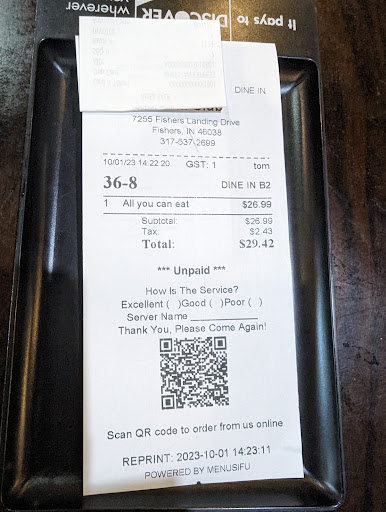 It pays to DISCOVER
wherever
DINE IN
7255 Fishers Landing Drive
Fishers, IN 46038
317-537-2699
10/01/23 14:22:20 GST: 1 tom
36-8 DINE IN B2
1 All you can eat $26.99
Subtotal: $26.99
Tax: $2.43
Total: $29.42
*** Unpaid ***
How Is The Service?
Excellent ( )Good ( )Poor ( )
Server Name
Thank You, Please Come Again!
Scan QR code to order from us online
REPRINT: 2023-10-01 14:23:11
POWERED BY MENUSIFU